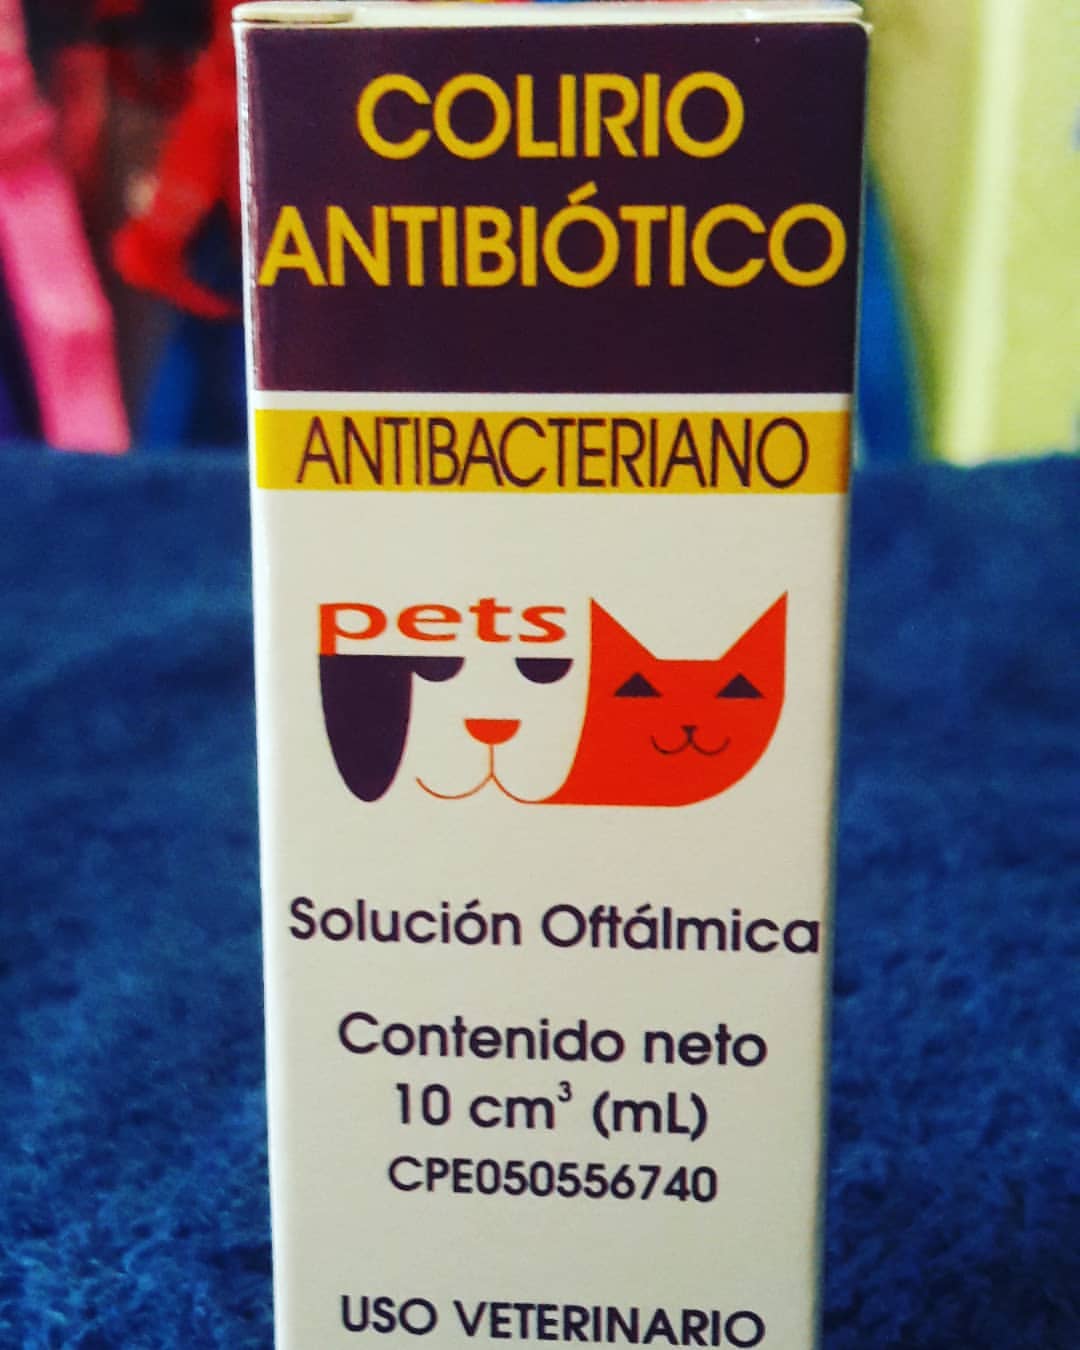 COLIRIO
ANTIBIÓTICO
ANTIBACTERIANO
pets
Solución Oftálmica
Contenido neto
10 cm³ (mL)
CPE050556740
USO VETERINARIO